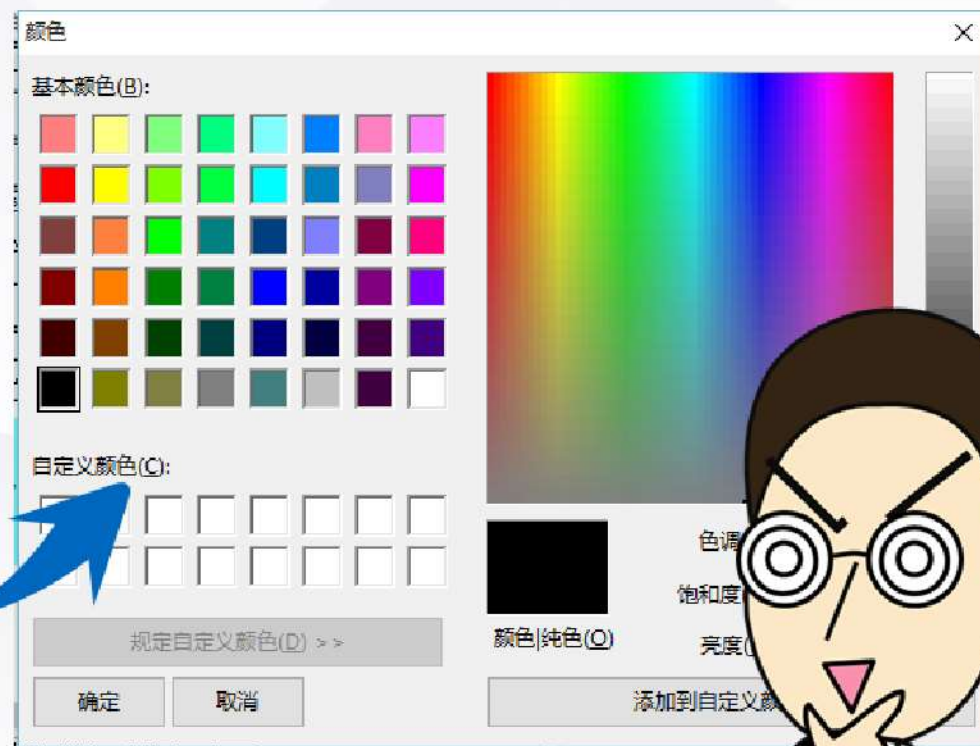 颜色
基本颜色(B):
自定义颜色(C):
规定自定义颜色(D) >>
确定
取消
颜色|纯色(O)
色调
饱和度
亮度(
添加到自定义颜